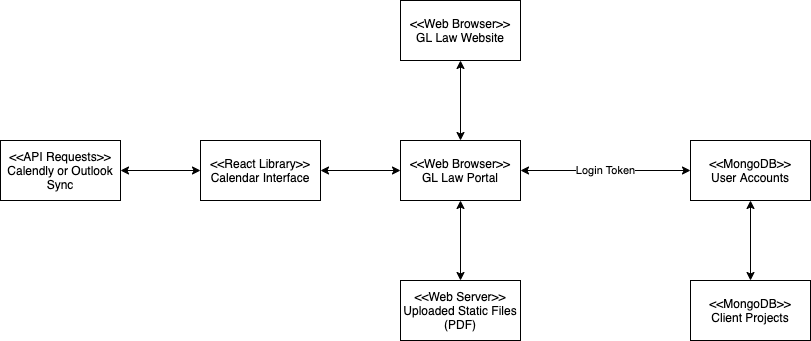 <<Web Browser>>
GL Law Website
<<API Requests>>
Calendly or Outlook
Sync
<<React Library>>
Calendar Interface
<<Web Browser>>
GL Law Portal
Login Token
<<MongoDB>>
User Accounts
<<Web Server>>
Uploaded Static Files
(PDF)
<<MongoDB>>
Client Projects